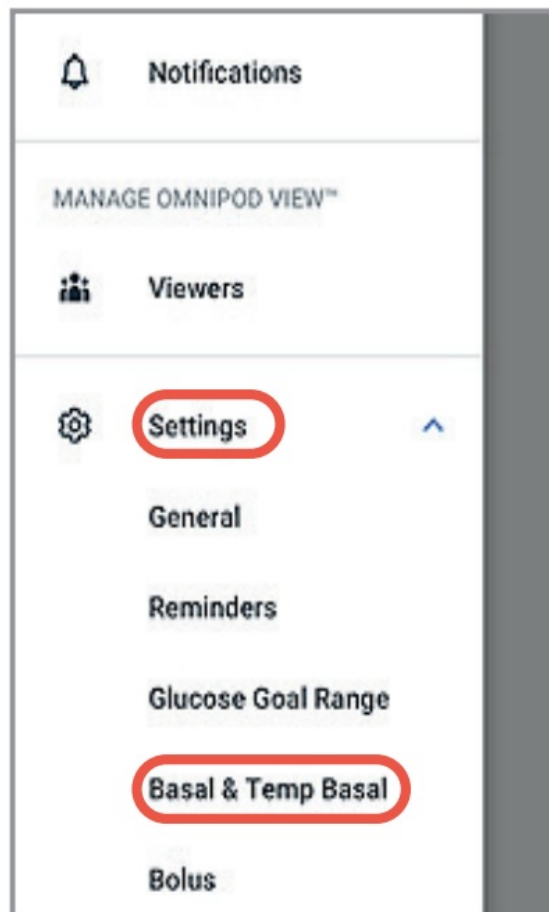 Notifications
MANAGE OMNIPOD VIEW™
Viewers
Settings
General
Reminders
Glucose Goal Range
Basal & Temp Basal
Bolus